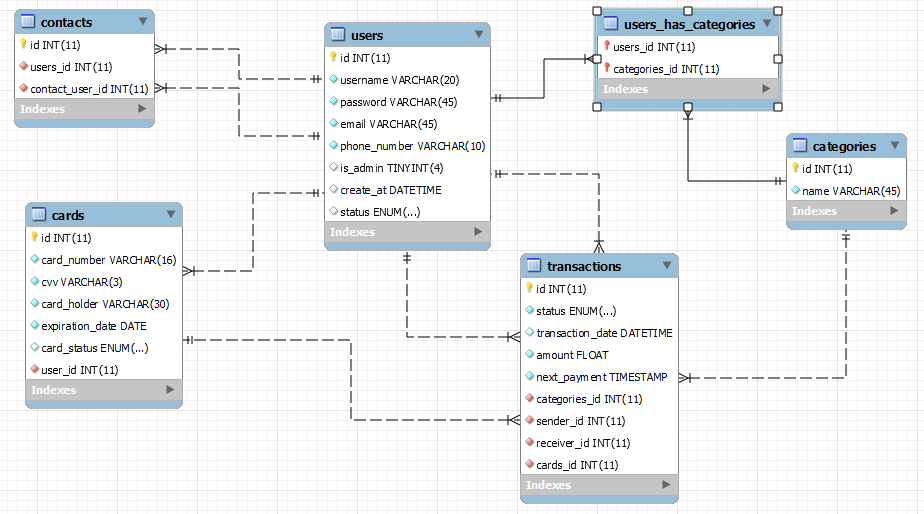 contacts
id INT(11)
users_id INT(11)
contact_user_id INT(11)
Indexes
users
id INT(11)
username VARCHAR(20)
password VARCHAR(45)
email VARCHAR(45)
phone_number VARCHAR(10)
is_admin TINYINT(4)
create_at DATETIME
status ENUM(...)
Indexes
users_has_categories
users_id INT(11)
categories_id INT(11)
Indexes
categories
id INT(11)
name VARCHAR(45)
Indexes
cards
id INT(11)
card_number VARCHAR(16)
cvv VARCHAR(3)
card_holder VARCHAR(30)
expiration_date DATE
card_status ENUM(...)
user_id INT(11)
Indexes
transactions
id INT(11)
status ENUM(...)
transaction_date DATETIME
amount FLOAT
next_payment TIMESTAMP
categories_id INT(11)
sender_id INT(11)
receiver_id INT(11)
cards_id INT(11)
Indexes